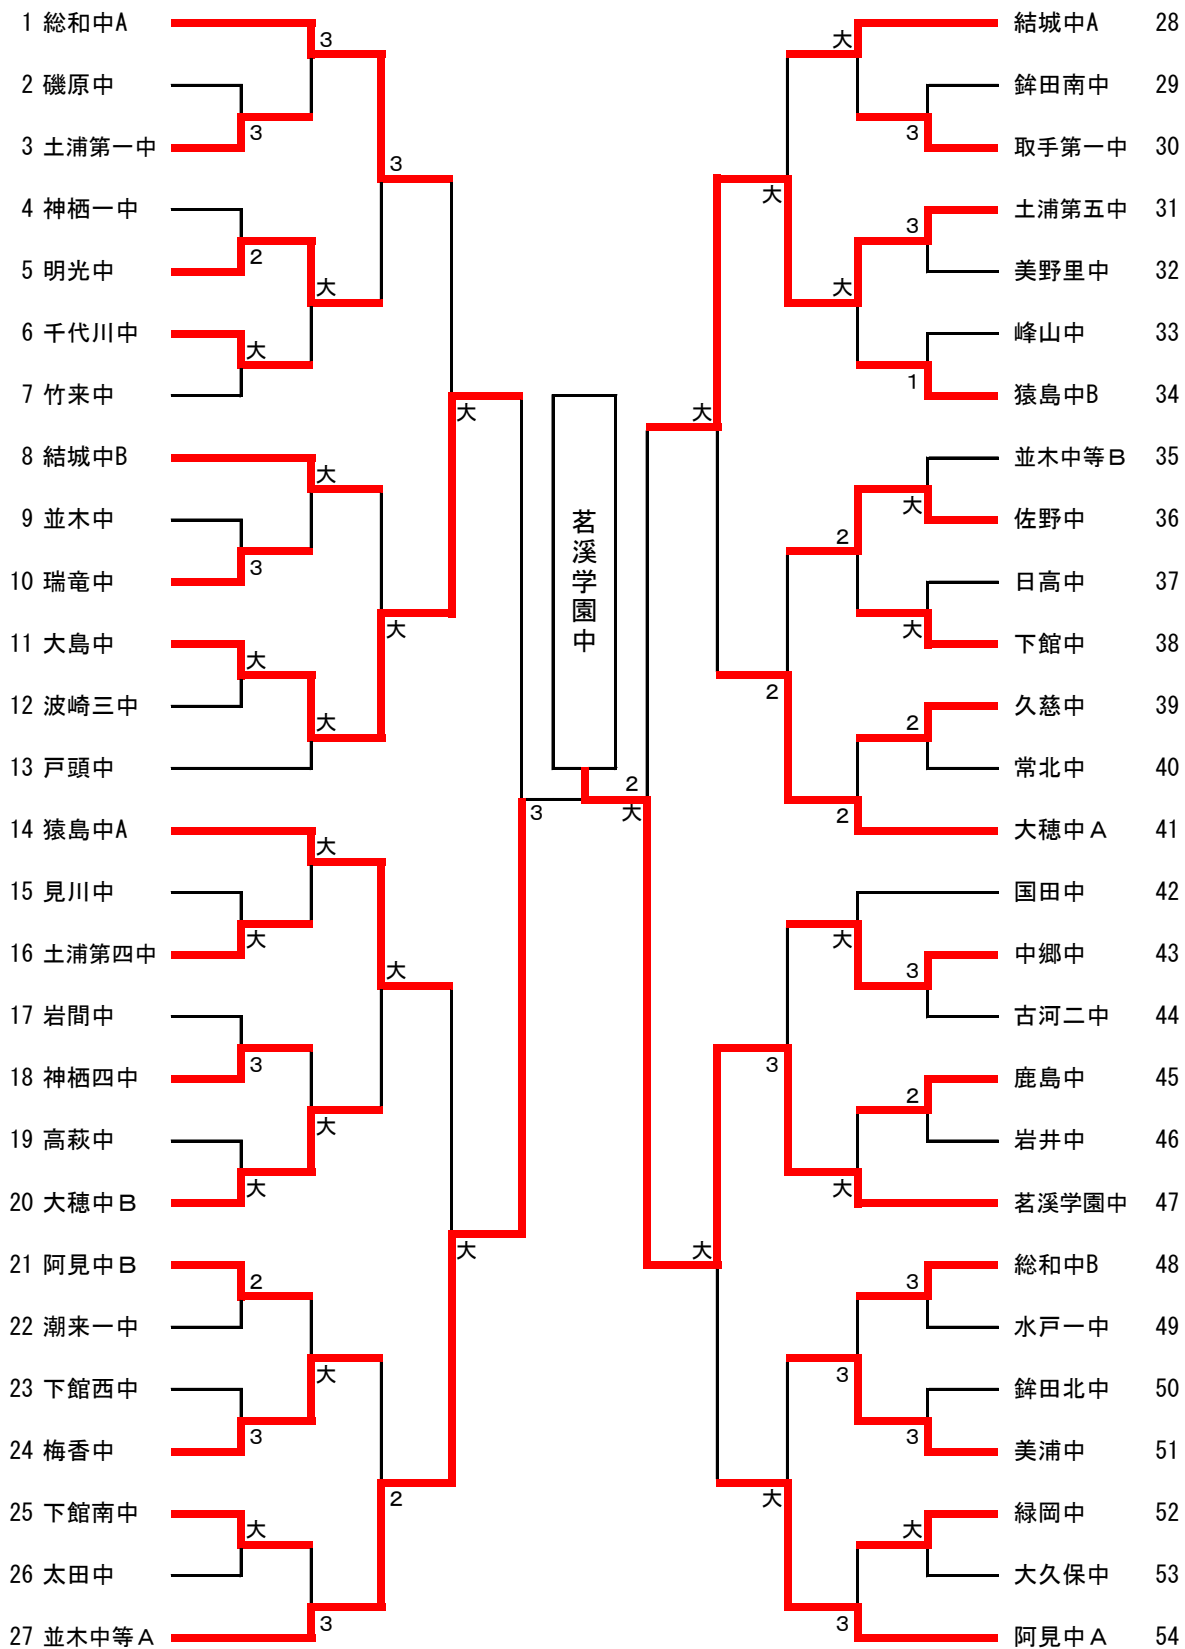 1 総和中A
2 磯原中
3 土浦第一中
4 神栖一中
5 明光中
6 千代川中
7 竹来中
8 結城中B
9 並木中
10 瑞竜中
11 大島中
12 波崎三中
13 戸頭中
14 猿島中A
15 見川中
16 土浦第四中
17 岩間中
18 神栖四中
19 高萩中
20 大穂中Ｂ
21 阿見中Ｂ
22 潮来一中
23 下館西中
24 梅香中
25 下館南中
26 太田中
27 並木中等Ａ
3
3
2
大
大
3
大
大
大
3
大
大
大
2
3
大
3
3
大
大
大
大
大
2
大
3
茗溪学園中
2
大
大
大
大
2
大
3
大
大
大
2
2
大
大
3
3
3
3
1
大
大
2
3
2
3
3
大
結城中A 28
鉾田南中 29
取手第一中 30
土浦第五中 31
美野里中 32
峰山中 33
猿島中B 34
並木中等Ｂ 35
佐野中 36
日高中 37
下館中 38
久慈中 39
常北中 40
大穂中Ａ 41
国田中 42
中郷中 43
古河二中 44
鹿島中 45
岩井中 46
茗溪学園中 47
総和中B 48
水戸一中 49
鉾田北中 50
美浦中 51
緑岡中 52
大久保中 53
阿見中Ａ 54